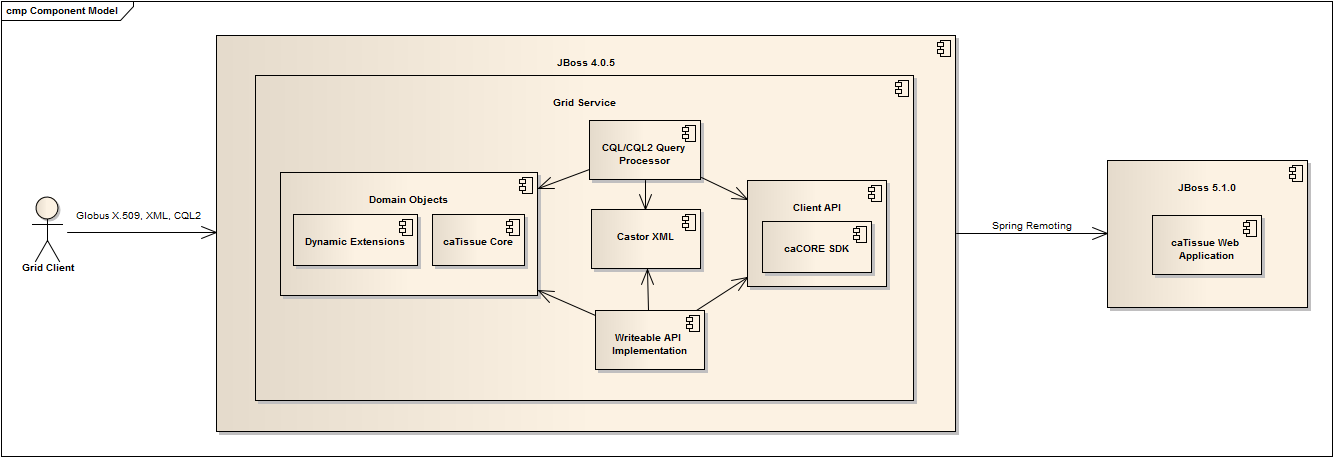 cmp Component Model
JBoss 4.0.5
Grid Service
CQL/CQL2 Query
Processor
Domain Objects
Dynamic Extensions
caTissue Core
Castor XML
Client API
caCORE SDK
Writeable API
Implementation
Globus X.509, XML, CQL2
Grid Client
Spring Remoting
JBoss 5.1.0
caTissue Web
Application